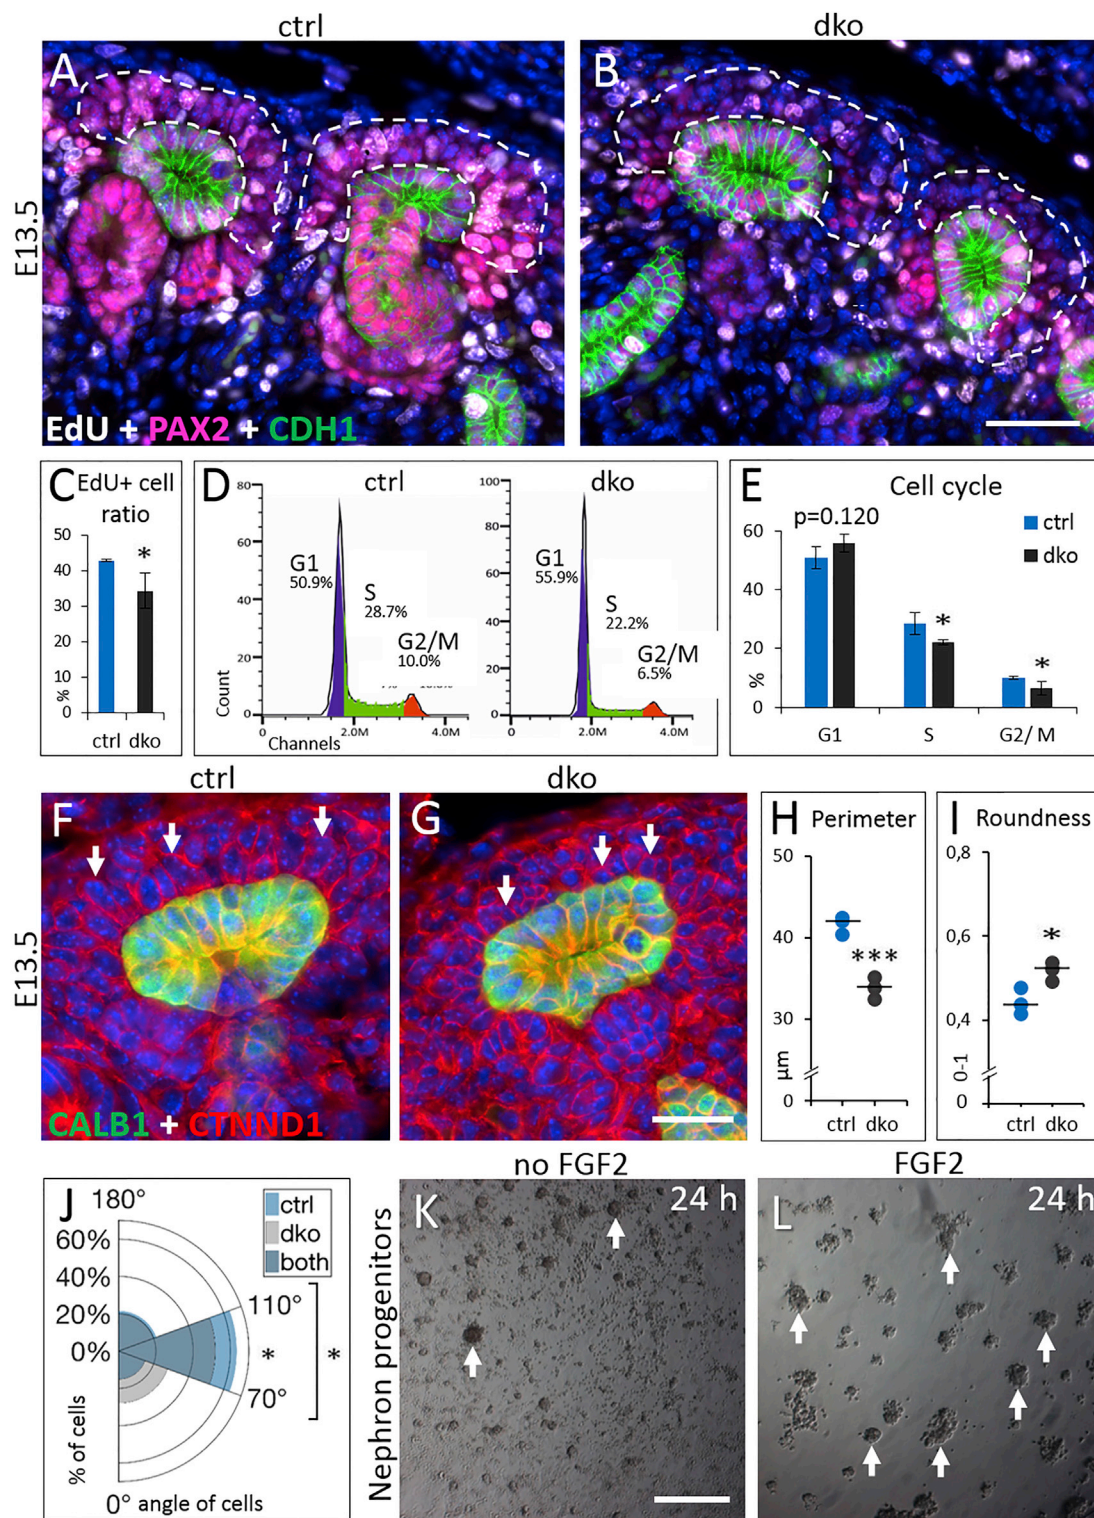 ctrl
dko
A
B
E13.5
EdU + PAX2 + CDH1
C EdU+ cell
ratio
50
40
30
20
10
0
%
*
ctrl dko
D
ctrl
dko
80
60
40
20
0
Count
G1
50.9%
S
28.7%
G2/M
10.0%
0
2.0M
4.0M
Channels
100
80
60
40
20
0
G1
55.9%
S
22.2%
G2/M
6.5%
0
2.0M
4.0M
E
Cell cycle
p=0.120
ctrl
dko
60
40
20
0
%
*
*
G1
S
G2/ M
ctrl
dko
F
G
E13.5
CALB1 + CTNND1
H Perimeter
50
40
30
0
µm
***
ctrl dko
I Roundness
0,8
0,6
0,4
0
0-1
*
ctrl dko
J
180°
ctrl
dko
both
60%
40%
20%
0%
110°
70°
*
*
% of cells
0° angle of cells
no FGF2
FGF2
Nephron progenitors
K
24 h
L
24 h